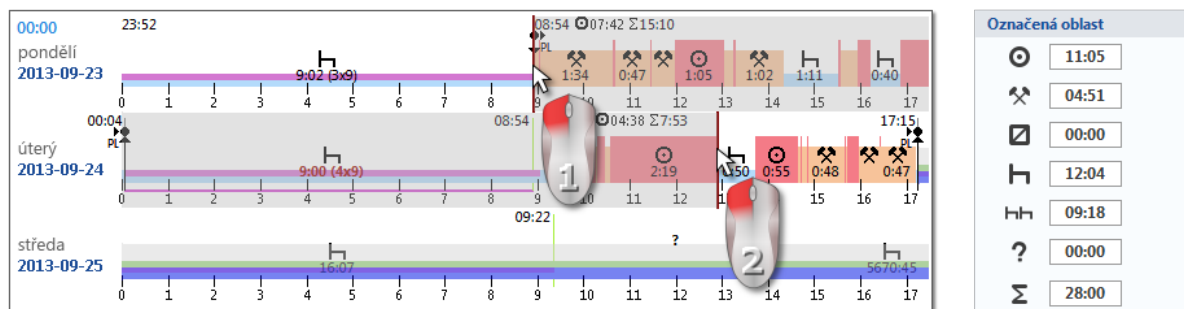 00:00 23:52 08:54 07:42 Σ15:10
pondělí
PL
2013-09-23
9:02 (3x9) 1:34 0:47 1:05 1:02 1:11 0:40
0 1 2 3 4 5 6 7 8 9 10 11 12 13 14 15 16 17
00:04 08:54 04:38 Σ7:53 17:15
PL PL
úterý
2013-09-24
9:00 (4x9) 2:19 0:50 0:55 0:48 0:47
0 1 2 3 4 5 6 7 8 10 11 12 1 14 15 16 17
1
09:22
středa ?
2013-09-25
16:07 5670:45
0 1 2 3 4 5 6 7 8 9 10 11 12 13 14 15 16 17
2
Označená oblast
11:05
04:51
00:00
12:04
09:18
? 00:00
Σ 28:00